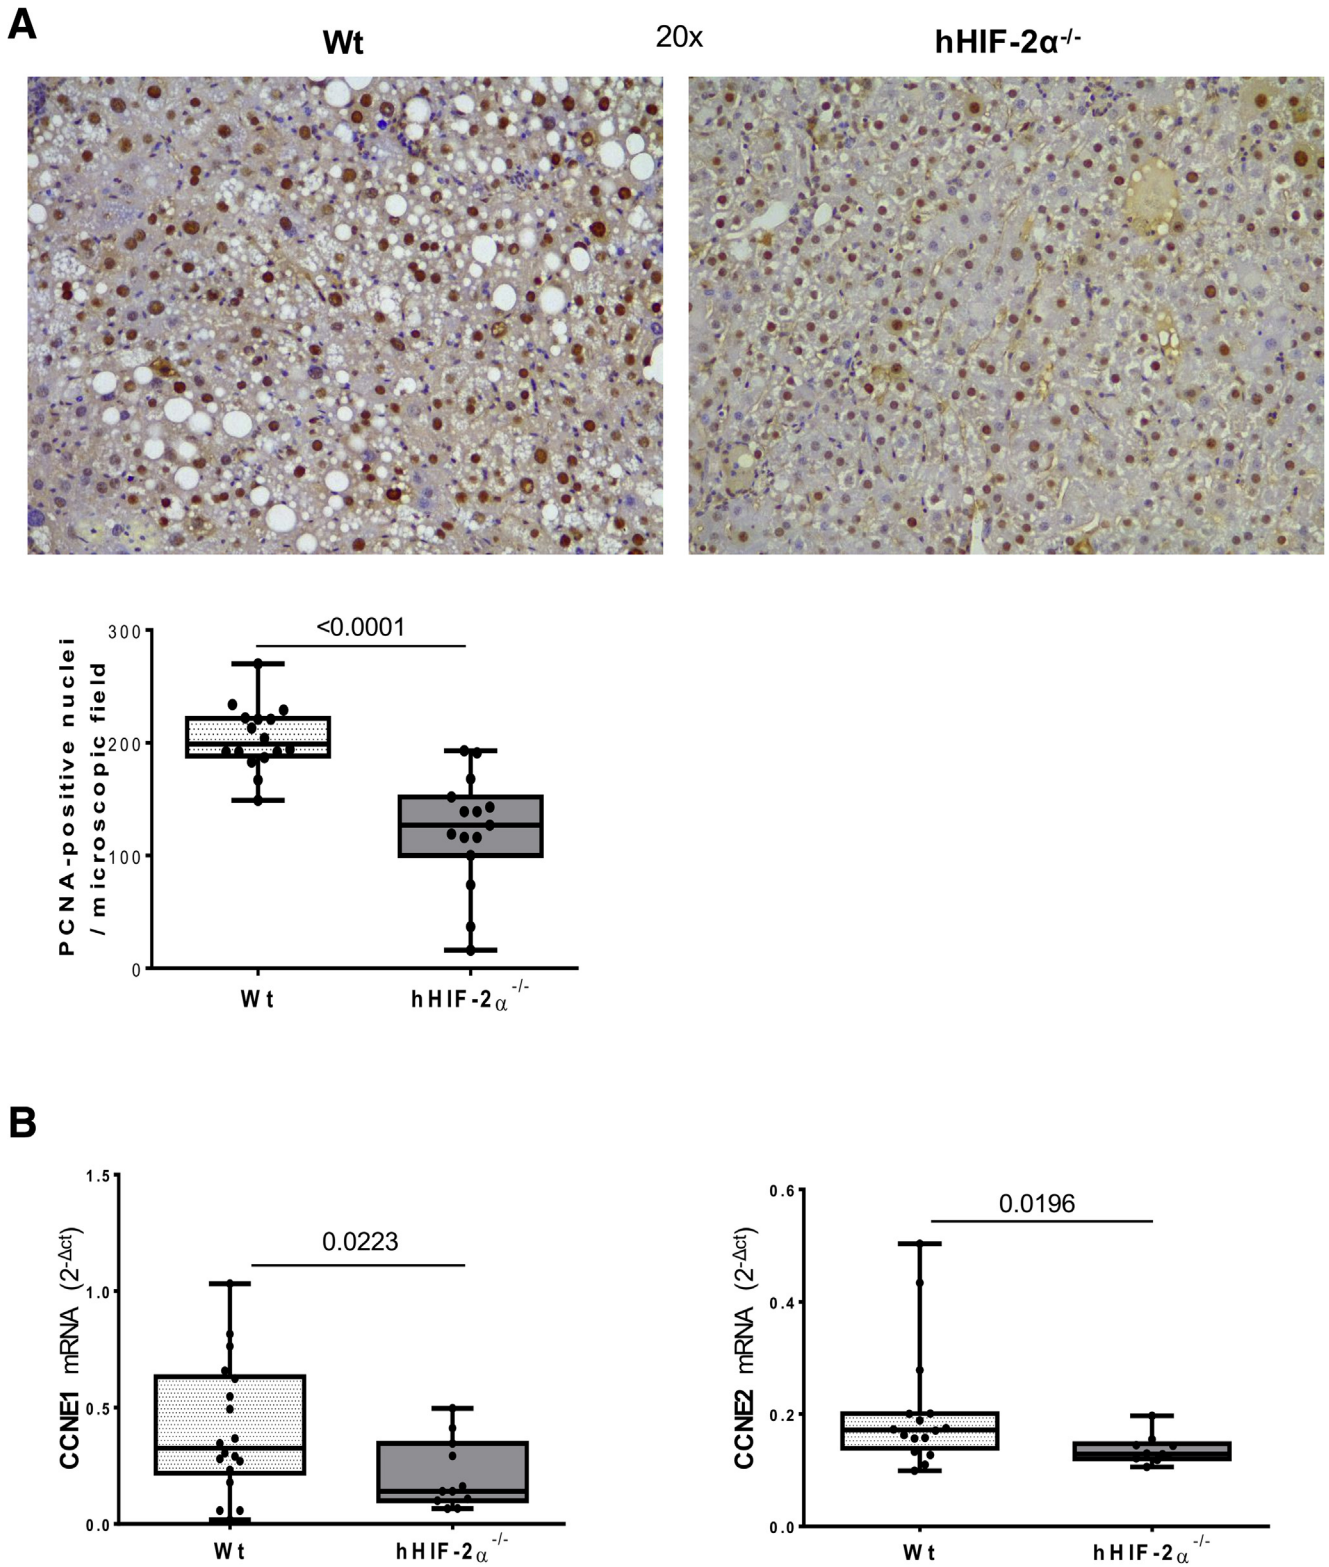 A
Wt
20x
hHIF-2α-/-
PCNA-positive nuclei
/ microscopic field
300
200
100
0
<0.0001
Wt
hHIF-2α-/-
B
CCNE1 mRNA (2-Δct)
1.5
1.0
0.5
0.0
0.0223
Wt
hHIF-2α-/-
CCNE2 mRNA (2-Δct)
0.6
0.4
0.2
0.0
0.0196
Wt
hHIF-2α-/-